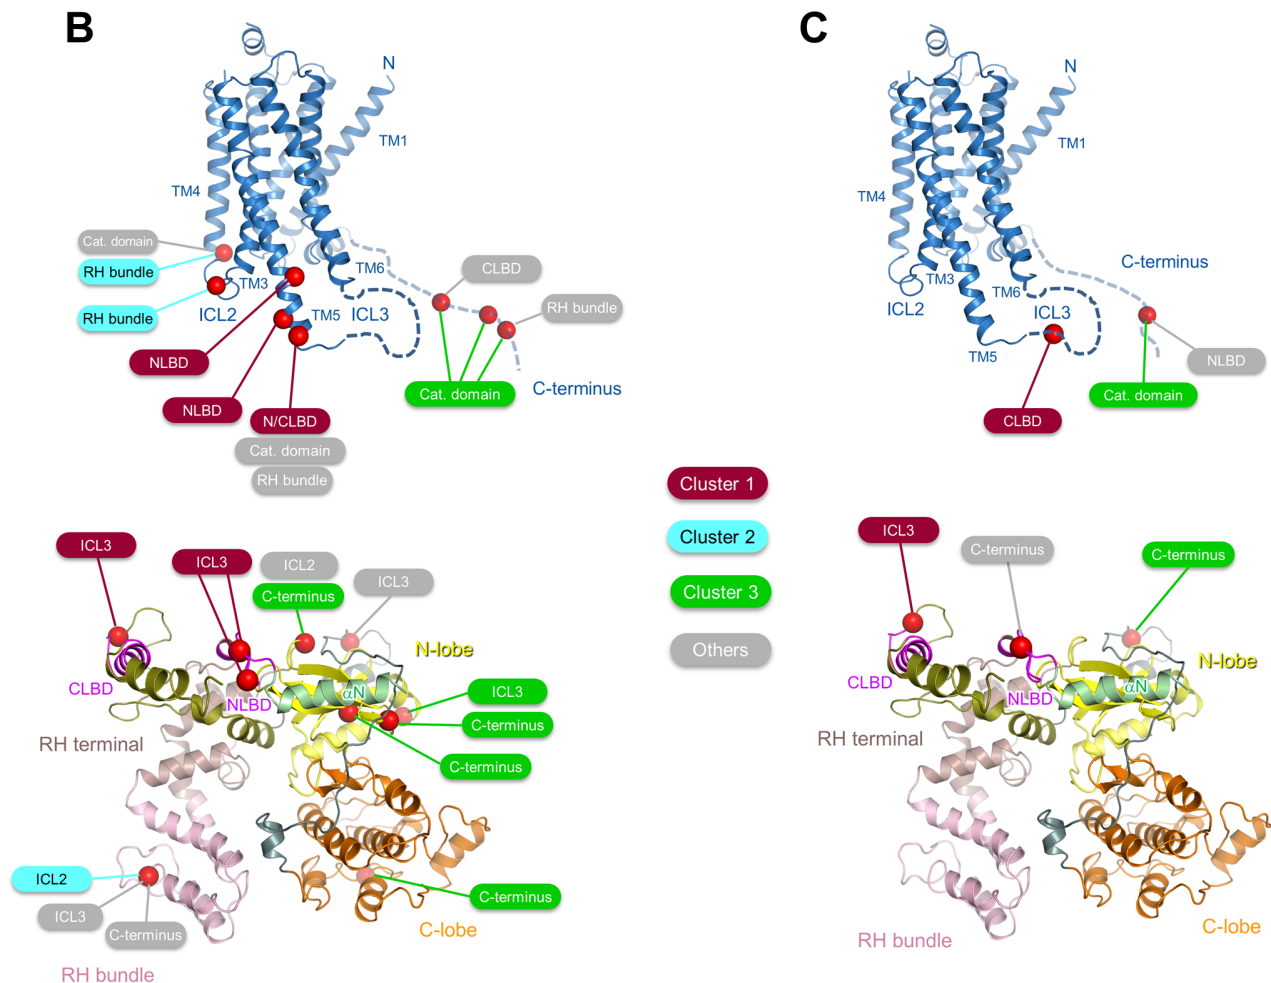 B
N
TM1
TM4
Cat. domain
RH bundle
RH bundle
TM3
ICL2
TM6
TM5
ICL3
CLBD
RH bundle
Cat. domain
C-terminus
NLBD
NLBD
N/CLBD
Cat. domain
RH bundle
C
N
TM1
TM4
C-terminus
TM3
TM6
ICL2
ICL3
TM5
NLBD
Cat. domain
CLBD
Cluster 1
Cluster 2
Cluster 3
Others
ICL3
ICL3
ICL2
C-terminus
ICL3
N-lobe
CLBD
NLBD
αN
ICL3
C-terminus
C-terminus
RH terminal
ICL2
ICL3
C-terminus
C-terminus
C-lobe
RH bundle
ICL3
C-terminus
C-terminus
N-lobe
CLBD
NLBD
αN
RH terminal
RH bundle
C-lobe